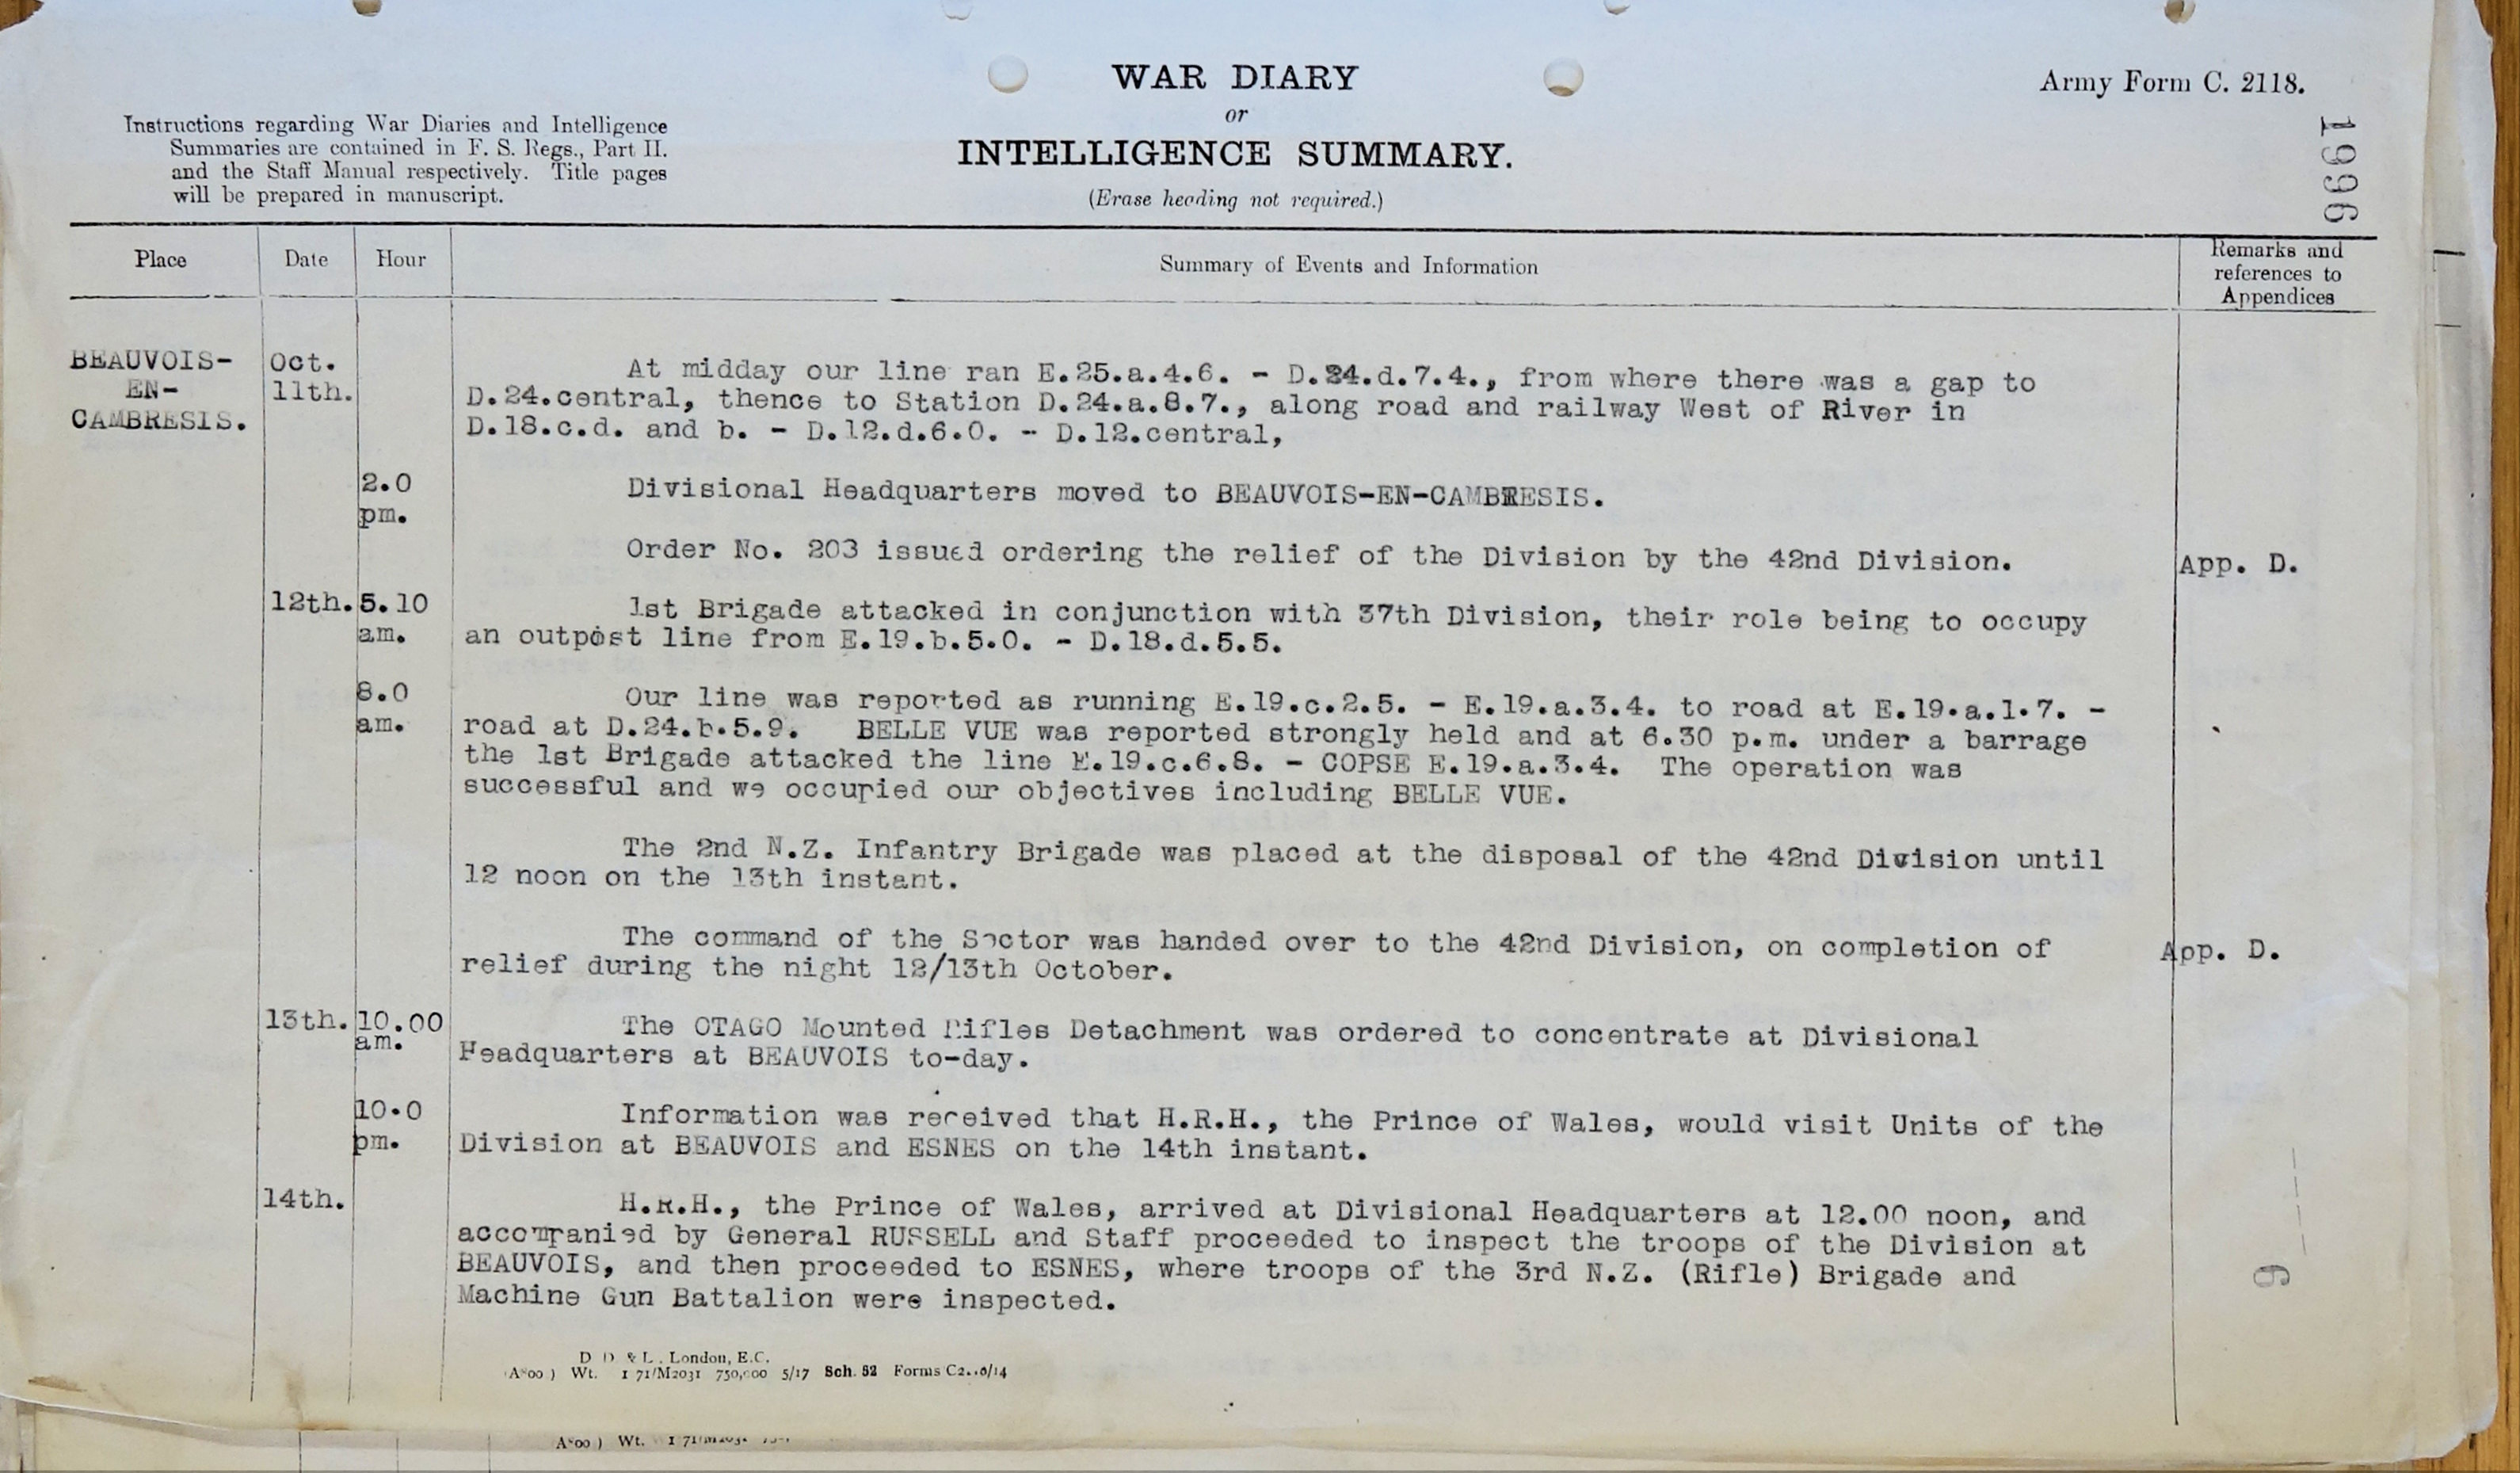 WAR DIARY
or
INTELLIGENCE SUMMARY.
(Erase heading not required.)
Army Form C. 2118.
1996
Instructions regarding War Diaries and Intelligence
Summaries are contained in F. S. Regs., Part II.
and the Staff Manual respectively. Title pages
will be prepared in manuscript.
Place Date Hour Summary of Events and Information Remarks and
references to
Appendices
BEAUVOIS-
EN-
CAMBRESIS.
Oct.
11th.
At midday our line ran E.25.a.4.6. - D.24.d.7.4., from where there was a gap to
D.24.central, thence to Station D.24.a.8.7., along road and railway West of River in
D.18.c.d. and b. - D.12.d.6.0. - D.12.central,
2.0
pm.
Divisional Headquarters moved to BEAUVOIS-EN-CAMBRESIS.
Order No. 203 issued ordering the relief of the Division by the 42nd Division. App. D.
12th. 5.10
am.
1st Brigade attacked in conjunction with 37th Division, their role being to occupy
an outpost line from E.19.b.5.0. - D.18.d.5.5.
8.0
am.
Our line was reported as running E.19.c.2.5. - E.19.a.3.4. to road at E.19.a.1.7. -
road at D.24.b.5.9. BELLE VUE was reported strongly held and at 6.30 p.m. under a barrage
the 1st Brigade attacked the line E.19.c.6.8. - COPSE E.19.a.3.4. The operation was
successful and we occupied our objectives including BELLE VUE.
The 2nd N.Z. Infantry Brigade was placed at the disposal of the 42nd Division until
12 noon on the 13th instant.
The command of the Sector was handed over to the 42nd Division, on completion of App. D.
relief during the night 12/13th October.
13th. 10.00
am.
The OTAGO Mounted Rifles Detachment was ordered to concentrate at Divisional
Headquarters at BEAUVOIS to-day.
10.0
pm.
Information was received that H.R.H., the Prince of Wales, would visit Units of the
Division at BEAUVOIS and ESNES on the 14th instant.
14th.
H.R.H., the Prince of Wales, arrived at Divisional Headquarters at 12.00 noon, and
accompanied by General RUSSELL and Staff proceeded to inspect the troops of the Division at
BEAUVOIS, and then proceeded to ESNES, where troops of the 3rd N.Z. (Rifle) Brigade and
Machine Gun Battalion were inspected.
D. D. & L., London, E.C.
Wt. 71/M2031 750,000 5/17 Sch. 52 Forms
Wt.